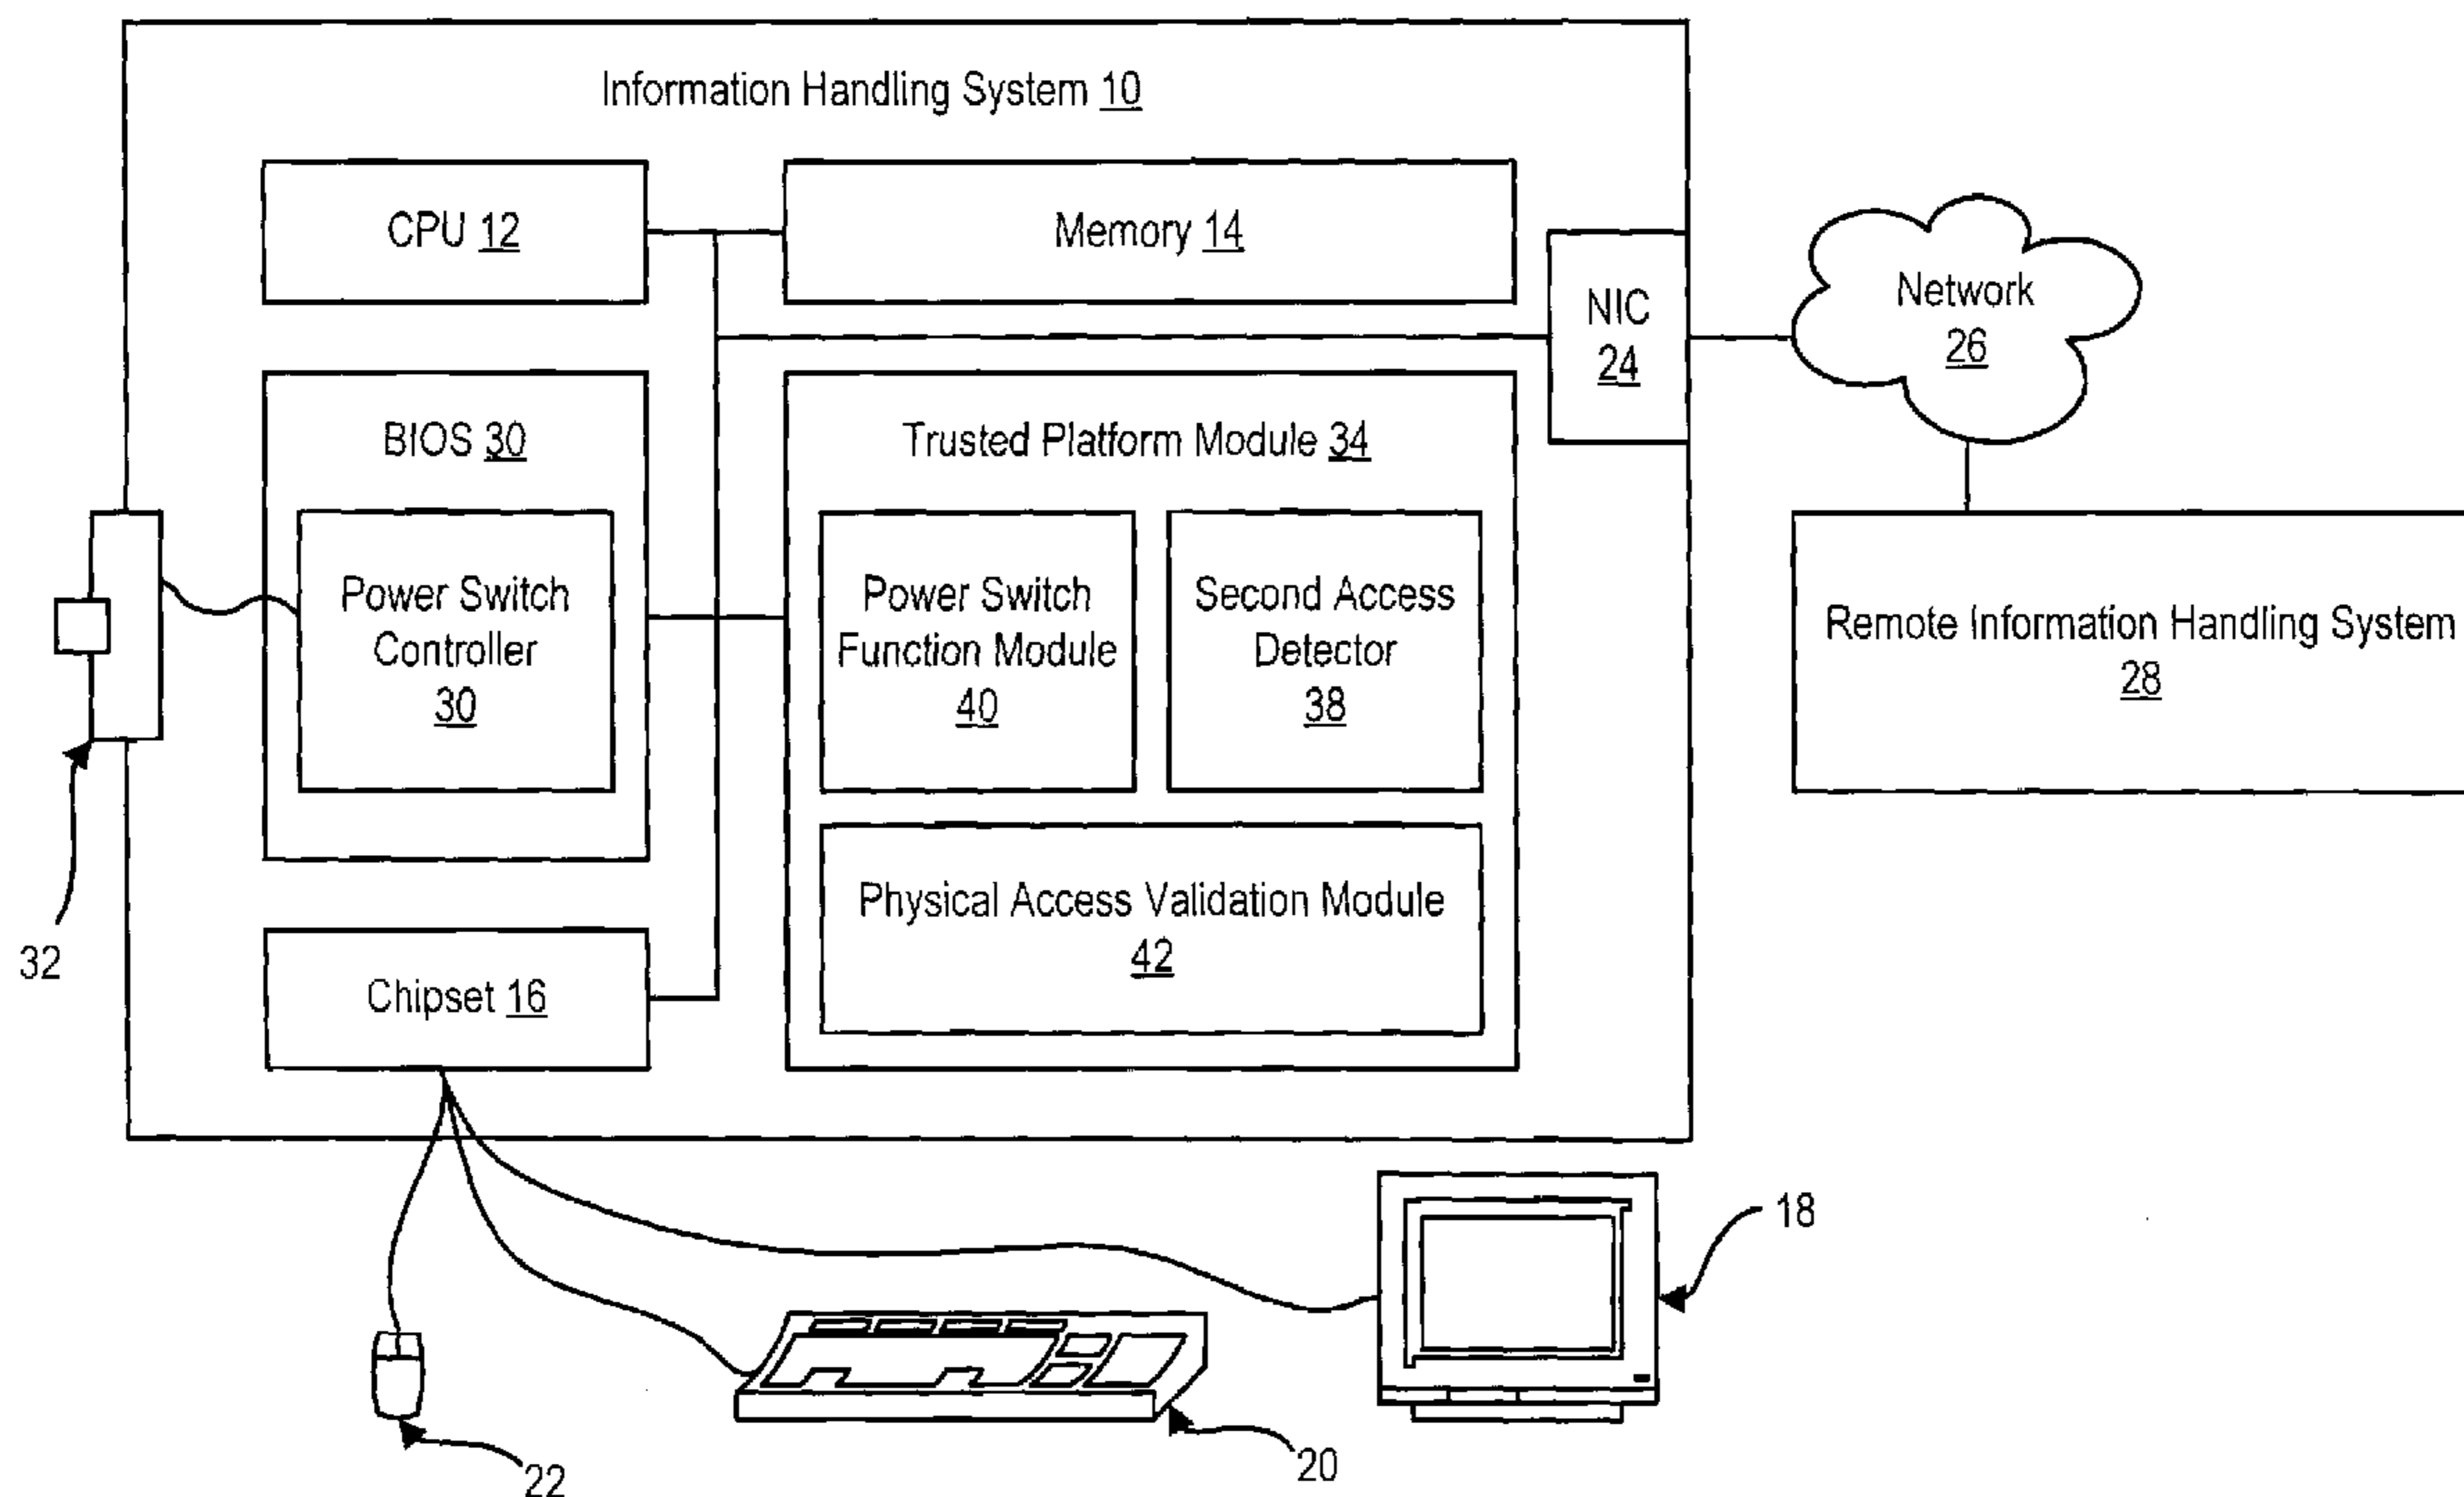 Information Handling System 10
CPU 12
Memory 14
NIC
24
Network
26
BIOS 30
Trusted Platform Module 34
Power Switch
Controller
30
Power Switch
Function Module
40
Second Access
Detector
38
Remote Information Handling System
28
Physical Access Validation Module
42
32
Chipset 16
18
20
22